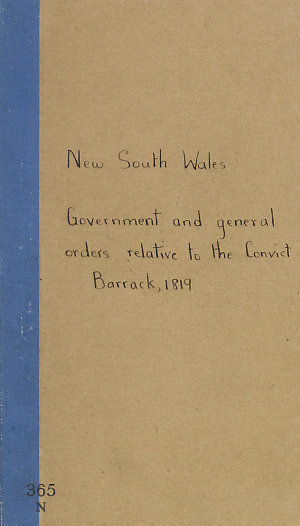 New South Wales
Government and general
orders relative to the Convict
Barrack, 1819
365
N